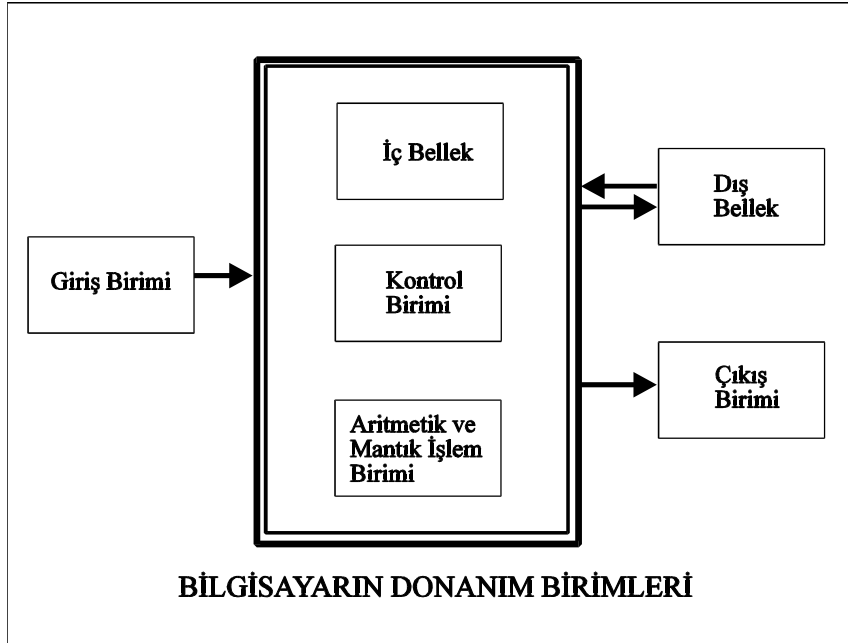 İç Bellek
Dış
Bellek
Giriş Birimi
Kontrol
Birimi
Çıkış
Birimi
Aritmetik ve
Mantık İşlem
Birimi
BİLGİSAYARIN DONANIM BİRİMLERİ